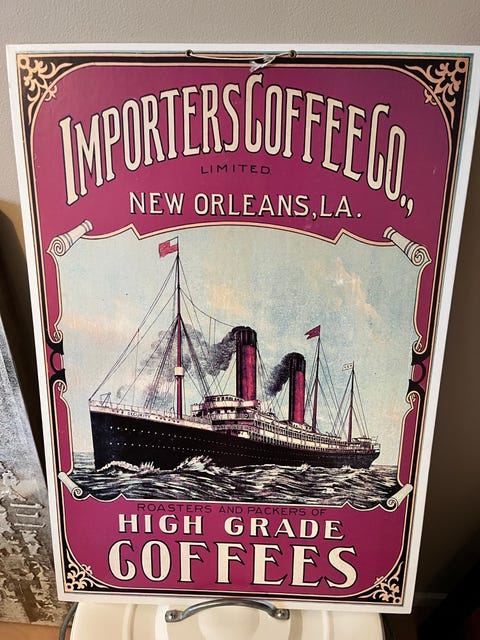 IMPORTERS COFFEE CO.,
LIMITED.
NEW ORLEANS, LA.
ROASTERS AND PACKERS OF
HIGH GRADE
COFFEES